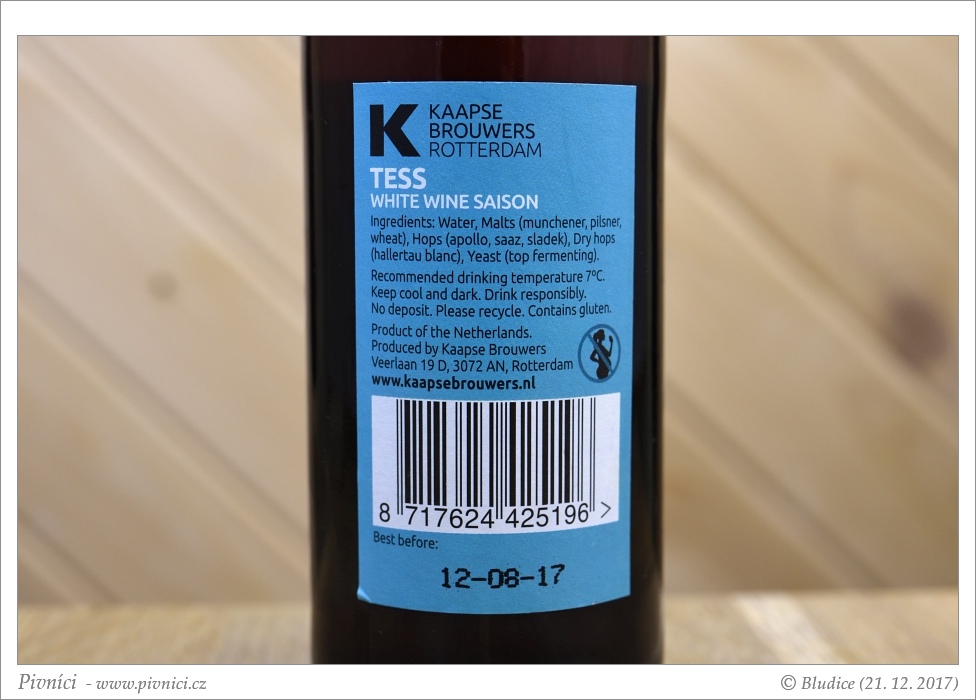 K KAAPSE
BROUWERS
ROTTERDAM
TESS
WHITE WINE SAISON
Ingredients: Water, Malts (munchener, pilsner,
wheat), Hops (apollo, saaz, sladek), Dry hops
(hallertau blanc), Yeast (top fermenting).
Recommended drinking temperature 7°C.
Keep cool and dark. Drink responsibly.
No deposit. Please recycle. Contains gluten.
Product of the Netherlands.
Produced by Kaapse Brouwers
Veerlaan 19 D, 3072 AN, Rotterdam
www.kaapsebrouwers.nl
8 717624 425196 >
Best before:
12-08-17
Pivníci - www.pivnici.cz
© Bludice (21. 12. 2017)